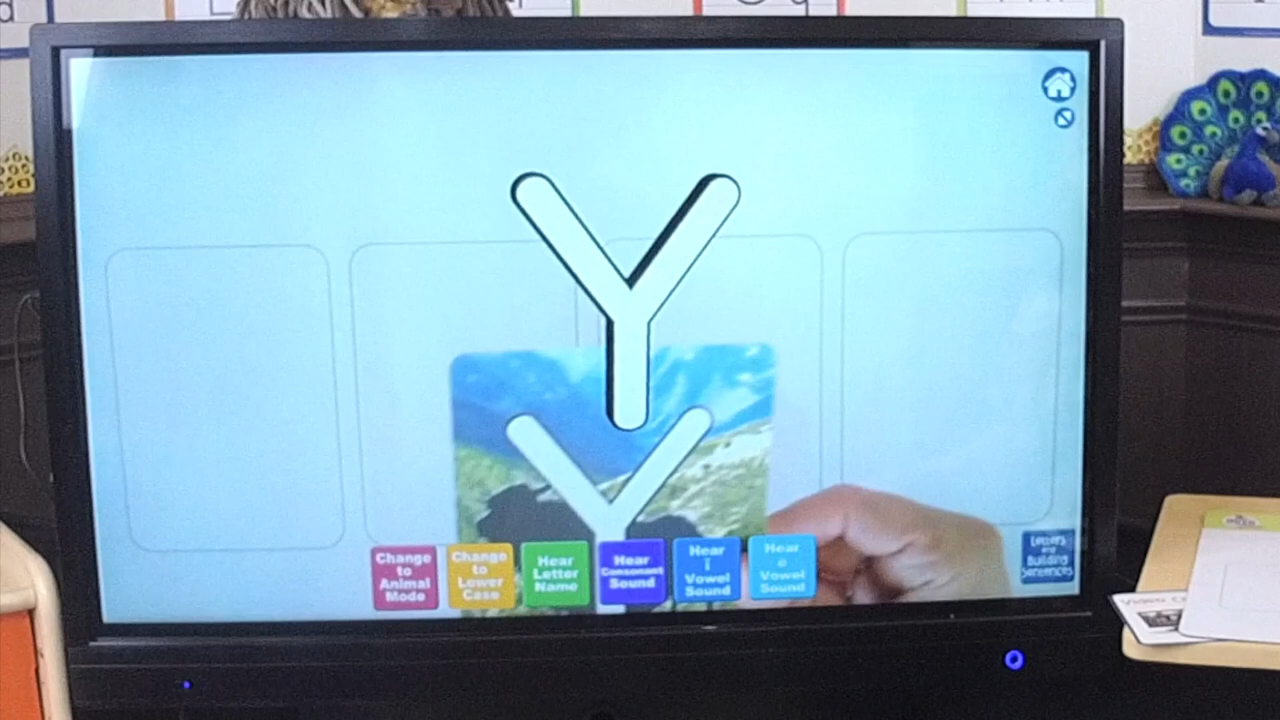 Y
Y
Change
to
Animal
Mode
Change
to
Lower
Case
Hear
Letter
Name
Hear
Consonant
Sound
Hear
i
Vowel
Sound
Hear
e
Vowel
Sound
Letters
and
Building
Sentences
d